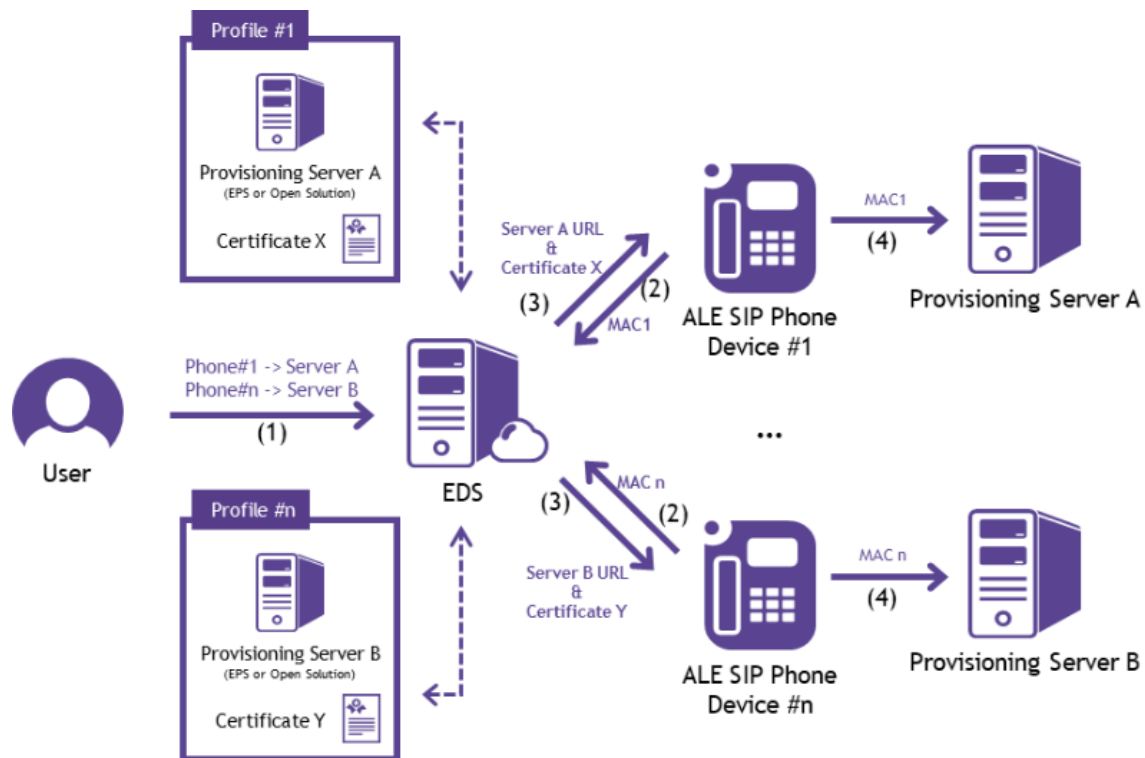 Profile #1
Provisioning Server A
(EPS or Open Solution)
Certificate X
Server A URL
&
Certificate X
(3)
(2)
MAC1
ALE SIP Phone
Device #1
MAC1
(4)
Provisioning Server A
User
Phone#1 -> Server A
Phone#n -> Server B
(1)
EDS
...
Profile #n
Provisioning Server B
(EPS or Open Solution)
Certificate Y
MAC n
(3)
(2)
Server B URL
&
Certificate Y
ALE SIP Phone
Device #n
MAC n
(4)
Provisioning Server B